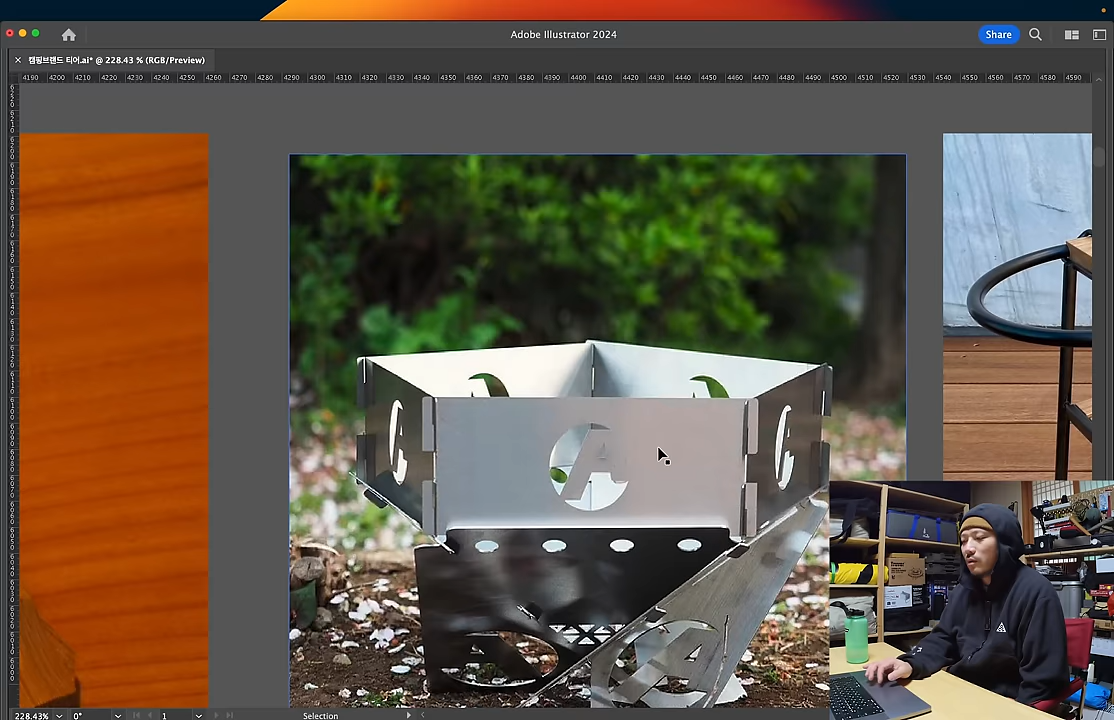 Adobe Illustrator 2024
Share
× 캠핑브랜드 티어.ai* @ 228.43 % (RGB/Preview)
4190 4200 4210 4220 4230 4240 4250 4260 4270 4280 4290 4300 4310 4320 4330 4340 4350 4360 4370 4380 4390 4400 4410 4420 4430 4440 4450 4460 4470 4480 4490 4500 4510 4520 4530 4540 4550 4560 4570 4580 4590
A
228.43% 0° 1 Selection